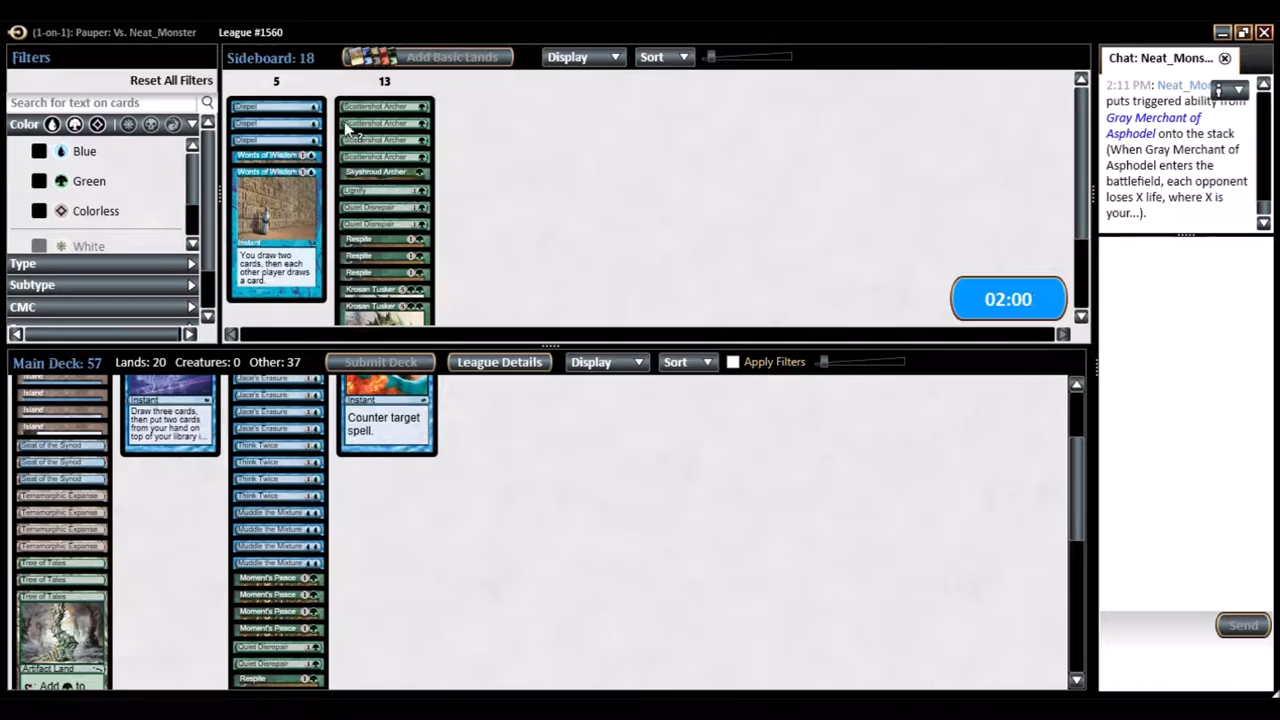 (1-on-1): Pauper: Vs. Neat_Monster
League #1560
Filters
Reset All Filters
Search for text on cards
Color
Blue
Green
Colorless
White
Type
Subtype
CMC
Sideboard: 18
Add Basic Lands
Display
Sort
5
13
Dispel
Dispel
Dispel
Words of Wisdom
Words of Wisdom
Instant
You draw two
cards, then each
other player draws
a card.
Scattershot Archer
Scattershot Archer
Scattershot Archer
Scattershot Archer
Skyshroud Archer
Lignify
Quiet Disrepair
Quiet Disrepair
Respite
Respite
Respite
Krosan Tusker
Krosan Tusker
02:00
Chat: Neat_Mons...
2:11 PM: Neat_Mon
puts triggered ability from
Gray Merchant of
Asphodel onto the stack
(When Gray Merchant of
Asphodel enters the
battlefield, each opponent
loses X life, where X is
your...).
Send
Main Deck: 57
Lands: 20
Creatures: 0
Other: 37
Submit Deck
League Details
Display
Sort
Apply Filters
Island
Island
Island
Island
Seat of the Synod
Seat of the Synod
Seat of the Synod
Terramorphic Expanse
Terramorphic Expanse
Terramorphic Expanse
Terramorphic Expanse
Tree of Tales
Tree of Tales
Tree of Tales
Artifact Land
: Add to
Instant
Draw three cards,
then put two cards
from your hand on
top of your library i...
Jace's Erasure
Jace's Erasure
Jace's Erasure
Jace's Erasure
Think Twice
Think Twice
Think Twice
Think Twice
Muddle the Mixture
Muddle the Mixture
Muddle the Mixture
Muddle the Mixture
Moment's Peace
Moment's Peace
Moment's Peace
Moment's Peace
Quiet Disrepair
Quiet Disrepair
Respite
Instant
Counter target
spell.